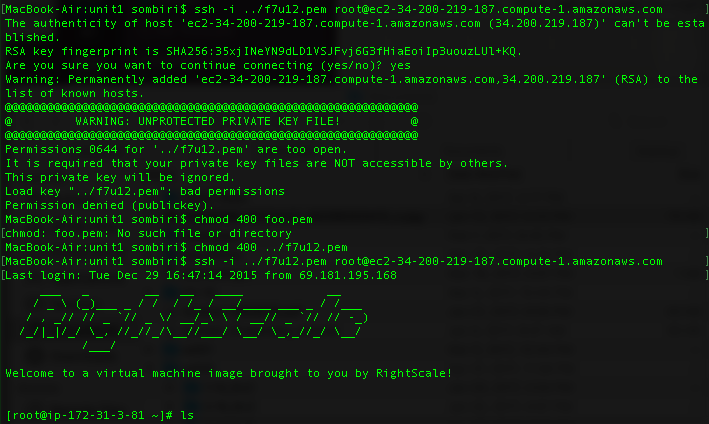 [MacBook-Air:unit1 sombiri$ ssh -i ../f7u12.pem root@ec2-34-200-219-187.compute-1.amazonaws.com ]
The authenticity of host 'ec2-34-200-219-187.compute-1.amazonaws.com (34.200.219.187)' can't be esta
blished.
RSA key fingerprint is SHA256:35xjINeYN9dLD1VSJFvj6G3fHiaEoiIp3uouzLUl+KQ.
Are you sure you want to continue connecting (yes/no)? yes
Warning: Permanently added 'ec2-34-200-219-187.compute-1.amazonaws.com,34.200.219.187' (RSA) to the
list of known hosts.
@@@@@@@@@@@@@@@@@@@@@@@@@@@@@@@@@@@@@@@@@@@@@@@@@@@@@@@@@@@
@         WARNING: UNPROTECTED PRIVATE KEY FILE!          @
@@@@@@@@@@@@@@@@@@@@@@@@@@@@@@@@@@@@@@@@@@@@@@@@@@@@@@@@@@@
Permissions 0644 for '../f7u12.pem' are too open.
It is required that your private key files are NOT accessible by others.
This private key will be ignored.
Load key "../f7u12.pem": bad permissions
Permission denied (publickey).
MacBook-Air:unit1 sombiri$ chmod 400 foo.pem
[chmod: foo.pem: No such file or directory ]
MacBook-Air:unit1 sombiri$ chmod 400 ../f7u12.pem
[MacBook-Air:unit1 sombiri$ ssh -i ../f7u12.pem root@ec2-34-200-219-187.compute-1.amazonaws.com ]
[Last login: Tue Dec 29 16:47:14 2015 from 69.181.195.168 ]
RightScale
Welcome to a virtual machine image brought to you by RightScale!
[root@ip-172-31-3-81 ~]# ls